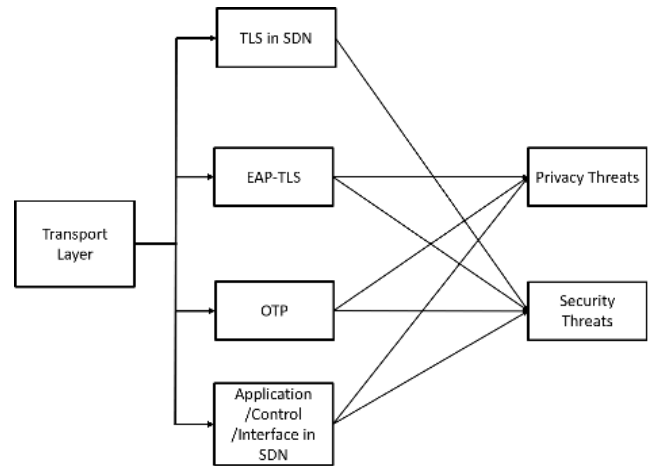 TLS in SDN
EAP-TLS
Privacy Threats
Transport
Layer
OTP
Security
Threats
Application
/Control
/Interface in
SDN